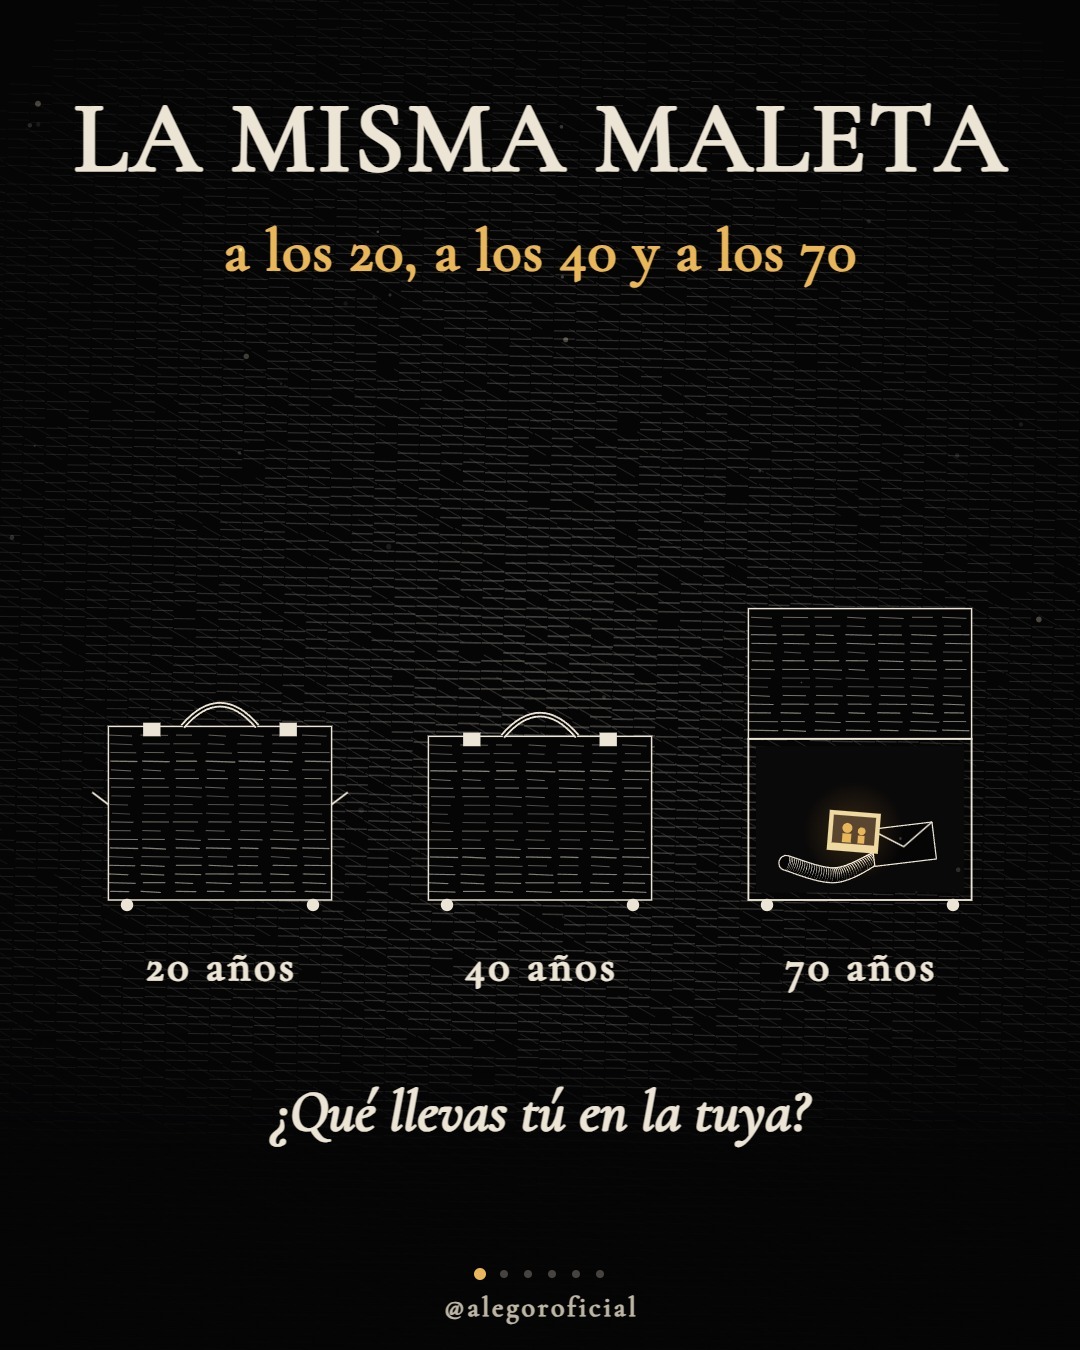 LA MISMA MALETA
a los 20, a los 40 y a los 70
20 años
40 años
70 años
¿Qué llevas tú en la tuya?
@alegoroficial